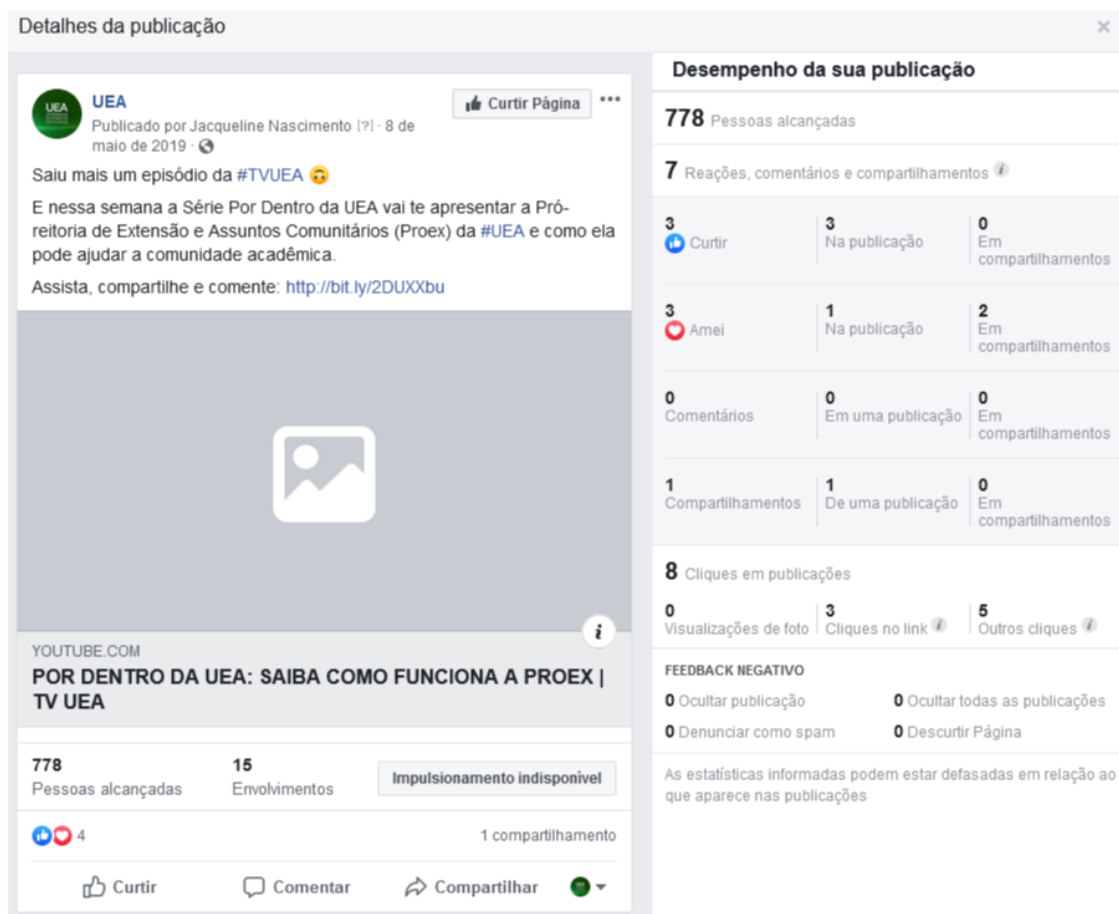 Detalhes da publicação
×
UEA
UEA
Curtir Página
Publicado por Jacqueline Nascimento [?] · 8 de
maio de 2019 ·
Saiu mais um episódio da #TVUEA 🙃
E nessa semana a Série Por Dentro da UEA vai te apresentar a Pró-
reitoria de Extensão e Assuntos Comunitários (Proex) da #UEA e como ela
pode ajudar a comunidade acadêmica.
Assista, compartilhe e comente: http://bit.ly/2DUXXbu
i
YOUTUBE.COM
POR DENTRO DA UEA: SAIBA COMO FUNCIONA A PROEX |
TV UEA
778
Pessoas alcançadas
15
Envolvimentos
Impulsionamento indisponível
4
1 compartilhamento
Curtir
Comentar
Compartilhar
Desempenho da sua publicação
778 Pessoas alcançadas
7 Reações, comentários e compartilhamentos i
3
Curtir
3
Na publicação
0
Em
compartilhamentos
3
Amei
1
Na publicação
2
Em
compartilhamentos
0
Comentários
0
Em uma publicação
0
Em
compartilhamentos
1
Compartilhamentos
1
De uma publicação
0
Em
compartilhamentos
8 Cliques em publicações
0
Visualizações de foto
3
Cliques no link i
5
Outros cliques i
FEEDBACK NEGATIVO
0 Ocultar publicação
0 Ocultar todas as publicações
0 Denunciar como spam
0 Descurtir Página
As estatísticas informadas podem estar defasadas em relação ao
que aparece nas publicações